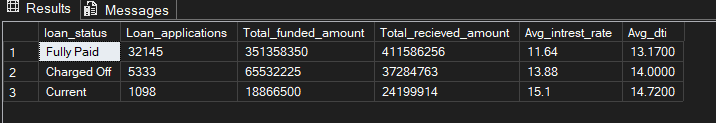 Results Messages
loan_status Loan_applications Total_funded_amount Total_recieved_amount Avg_intrest_rate Avg_dti
1 Fully Paid 32145 351358350 411586256 11.64 13.1700
2 Charged Off 5333 65532225 37284763 13.88 14.0000
3 Current 1098 18866500 24199914 15.1 14.7200